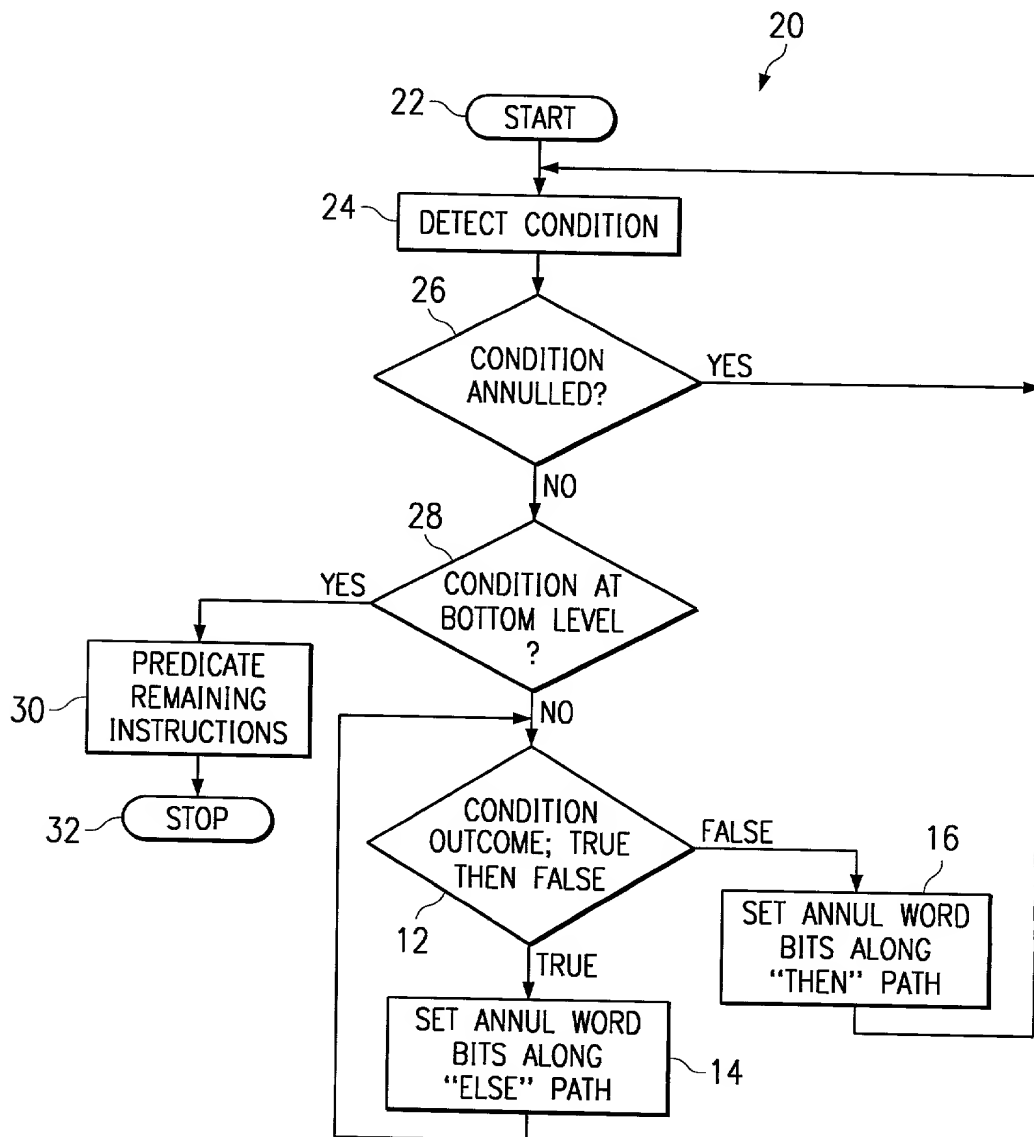 20
22
START
24
DETECT CONDITION
26
CONDITION
ANNULLED?
YES
NO
28
YES
CONDITION AT
BOTTOM LEVEL
?
30
PREDICATE
REMAINING
INSTRUCTIONS
NO
32
STOP
CONDITION
OUTCOME; TRUE
THEN FALSE
FALSE
16
12
SET ANNUL WORD
BITS ALONG
“THEN” PATH
TRUE
SET ANNUL WORD
BITS ALONG
“ELSE” PATH
14